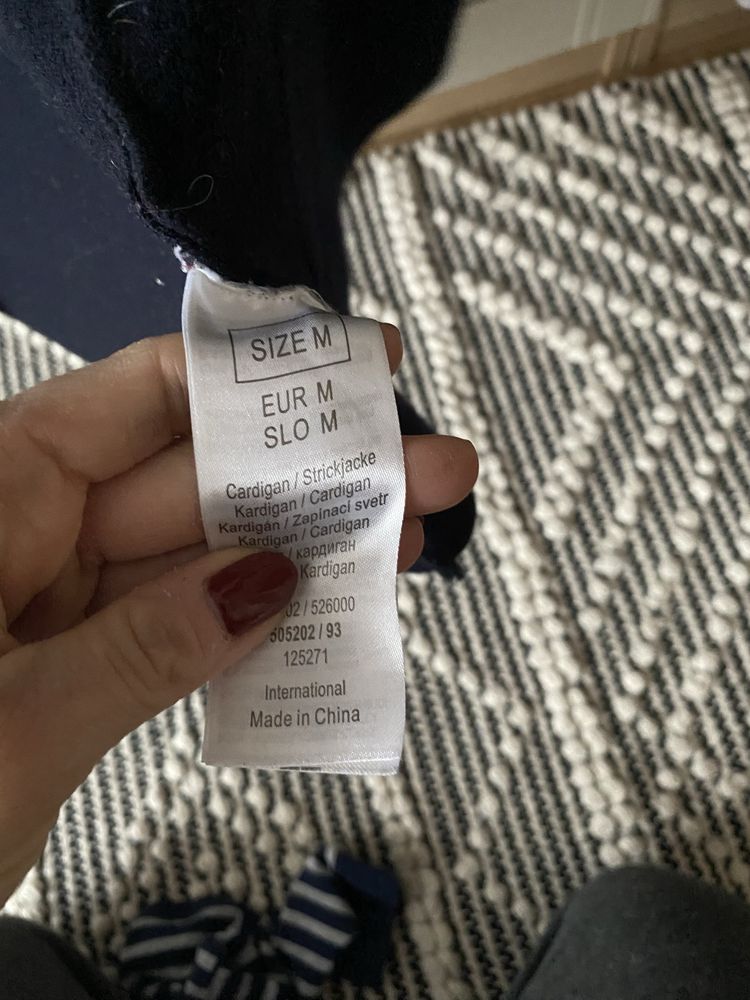 SIZE M
EUR M
SLO M
Cardigan / Strickjacke
Kardigan / Cardigan
Kardigán / Zapínací svetr
Kardigan / Cardigan
/ кардиган
Kardigan
02 / 526000
505202 / 93
125271
International
Made in China